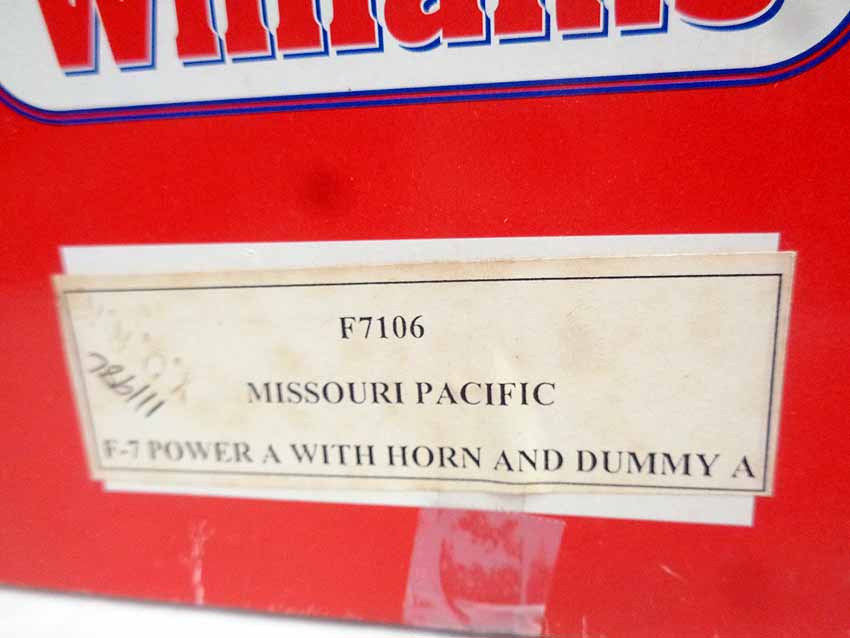 Williams
F7106
MISSOURI PACIFIC
F-7 POWER A WITH HORN AND DUMMY A